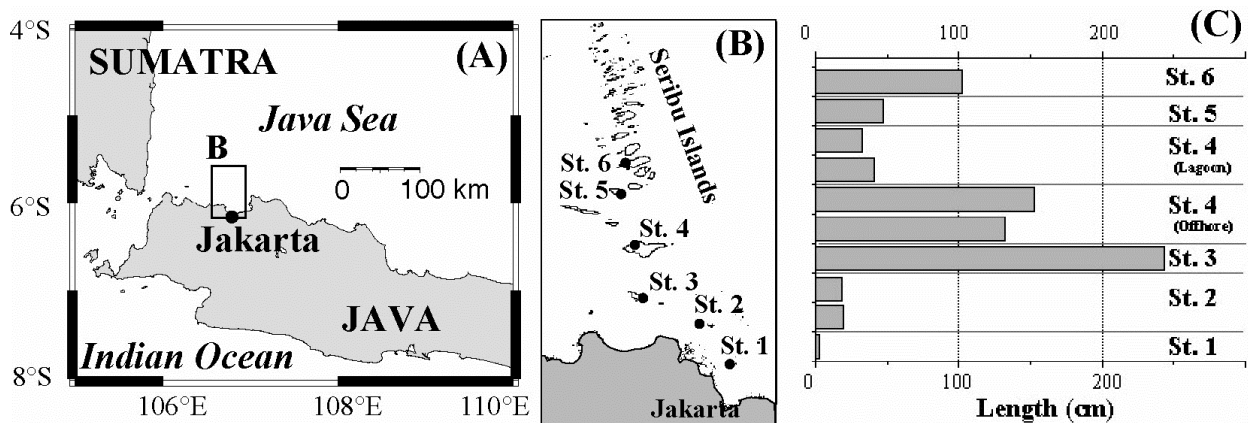 4°S
6°S
8°S
106°E
108°E
110°E
SUMATRA
(A)
Java Sea
B
0
100 km
Jakarta
JAVA
Indian Ocean
(B)
Seribu Islands
St. 6
St. 5
St. 4
St. 3
St. 2
St. 1
Jakarta
0 100 200
(C)
St. 6
St. 5
St. 4
(Lagoon)
St. 4
(Offhore)
St. 3
St. 2
St. 1
0 100 200
Length (cm)